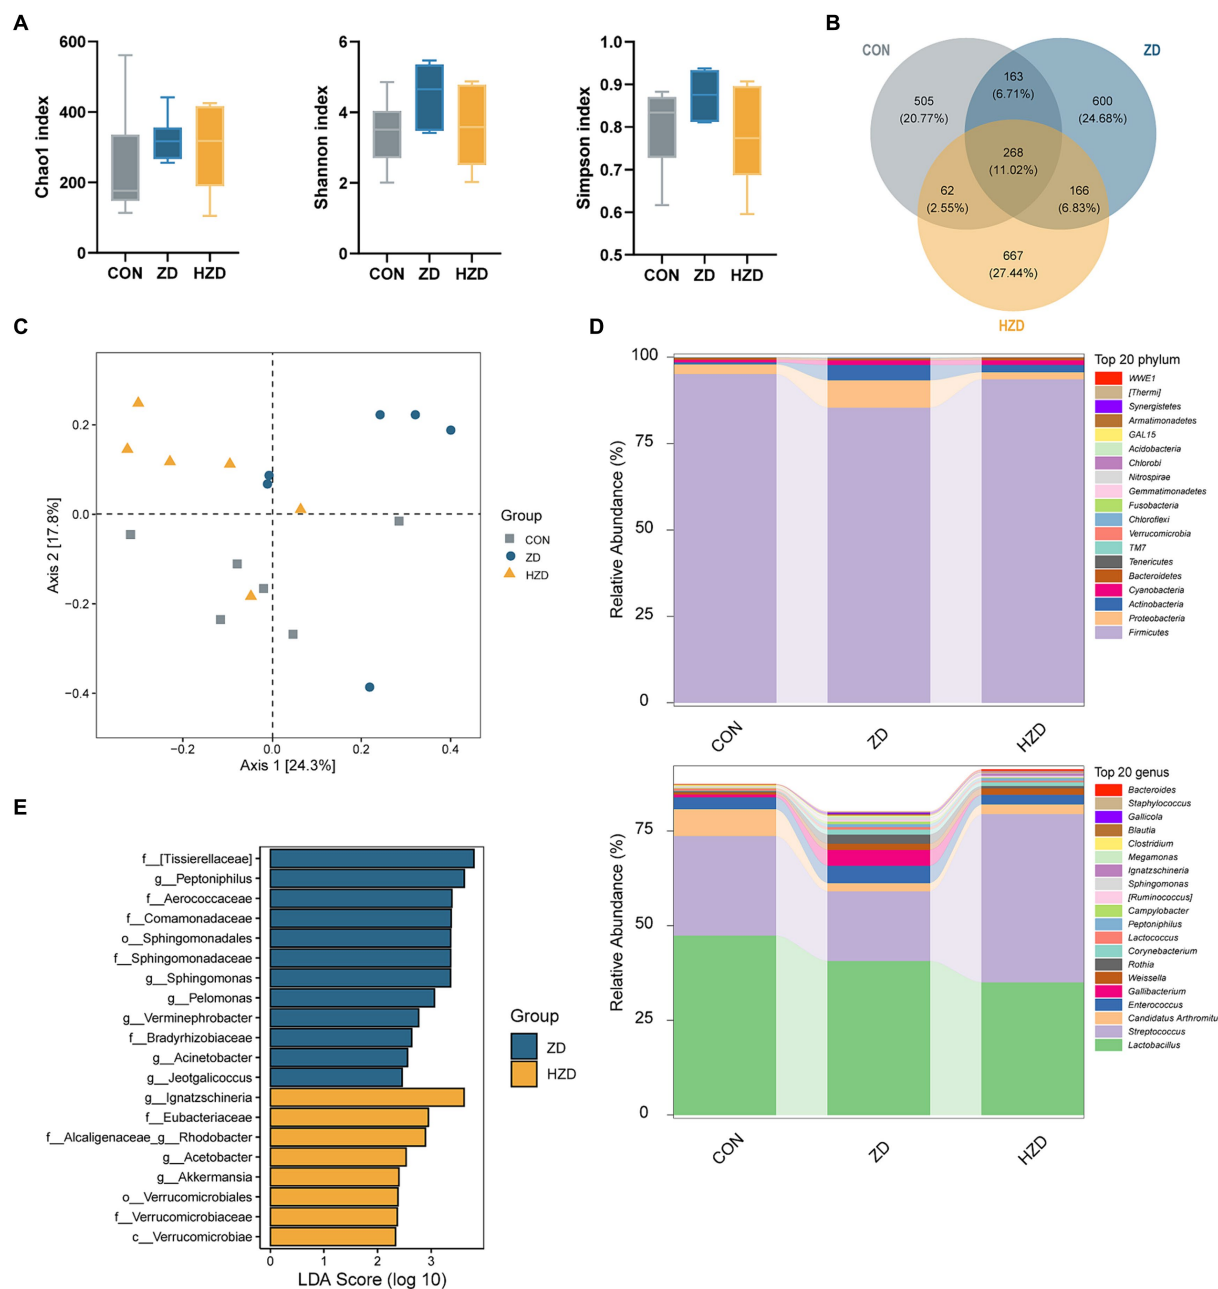 A
Chao1 index
600
400
200
0
CON ZD HZD
Shannon index
6
4
2
0
CON ZD HZD
Simpson index
1.0
0.9
0.8
0.7
0.6
0.5
CON ZD HZD
B
CON
ZD
163
(6.71%)
505
(20.77%)
600
(24.68%)
268
(11.02%)
62
(2.55%)
166
(6.83%)
667
(27.44%)
HZD
C
Axis 2 [17.8%]
0.2
0.0
−0.2
−0.4
−0.2 0.0 0.2 0.4
Axis 1 [24.3%]
Group
CON
ZD
HZD
D
Relative Abundance (%)
100
75
50
25
0
CON ZD HZD
Top 20 phylum
WWE1
[Thermi]
Synergistetes
Armatimonadetes
GAL15
Acidobacteria
Chlorobi
Nitrospirae
Gemmatimonadetes
Fusobacteria
Chloroflexi
Verrucomicrobia
TM7
Tenericutes
Bacteroidetes
Cyanobacteria
Actinobacteria
Proteobacteria
Firmicutes
Relative Abundance (%)
75
50
25
0
CON ZD HZD
Top 20 genus
Bacteroides
Staphylococcus
Gallicola
Blautia
Clostridium
Megamonas
Ignatzschineria
Sphingomonas
[Ruminococcus]
Campylobacter
Peptoniphilus
Lactococcus
Corynebacterium
Rothia
Weissella
Gallibacterium
Enterococcus
Candidatus Arthromitu
Streptococcus
Lactobacillus
E
f__[Tissierellaceae]
g__Peptoniphilus
f__Aerococcaceae
f__Comamonadaceae
o__Sphingomonadales
f__Sphingomonadaceae
g__Sphingomonas
g__Pelomonas
g__Verminephrobacter
f__Bradyrhizobiaceae
g__Acinetobacter
g__Jeotgalicoccus
g__Ignatzschineria
f__Eubacteriaceae
f__Alcaligenaceae_g__Rhodobacter
g__Acetobacter
g__Akkermansia
o__Verrucomicrobiales
f__Verrucomicrobiaceae
c__Verrucomicrobiae
0 1 2 3
LDA Score (log 10)
Group
ZD
HZD